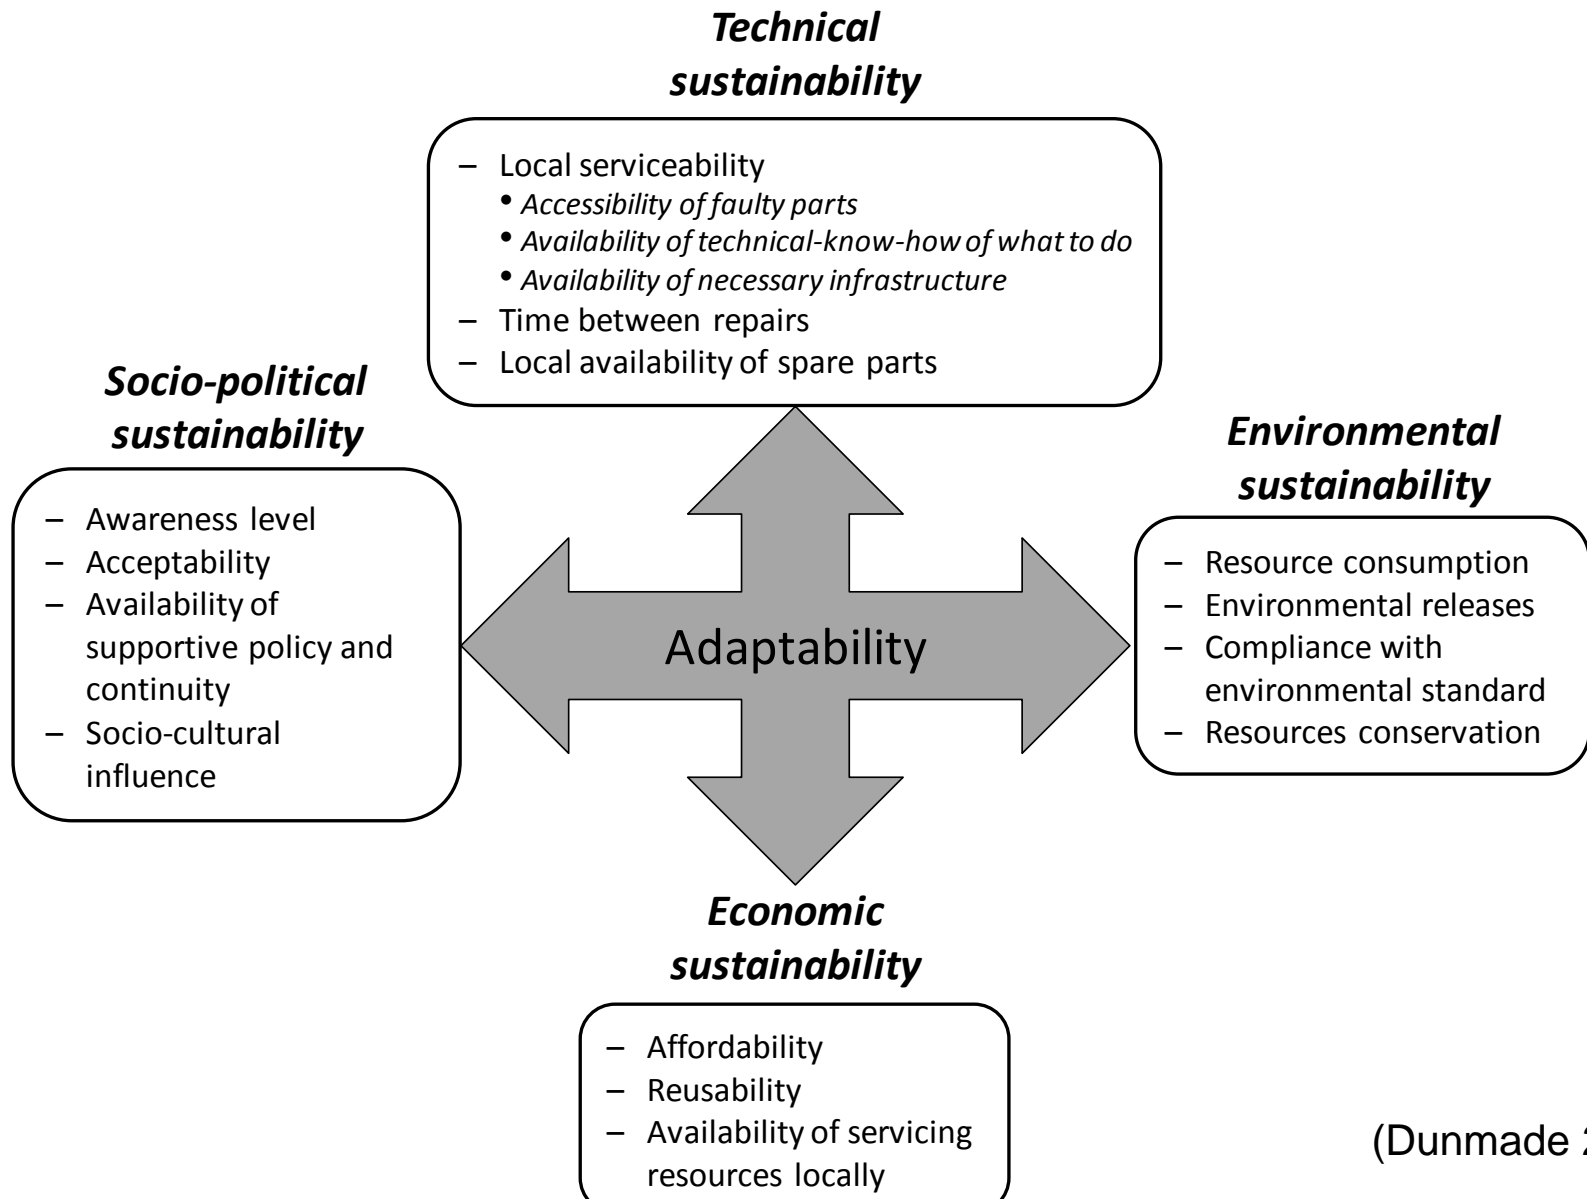 Technical
sustainability
– Local serviceability
• Accessibility of faulty parts
• Availability of technical-know-how of what to do
• Availability of necessary infrastructure
– Time between repairs
– Local availability of spare parts
Socio-political
sustainability
– Awareness level
– Acceptability
– Availability of
supportive policy and
continuity
– Socio-cultural
influence
Adaptability
Environmental
sustainability
– Resource consumption
– Environmental releases
– Compliance with
environmental standard
– Resources conservation
Economic
sustainability
– Affordability
– Reusability
– Availability of servicing
resources locally
(Dunmade